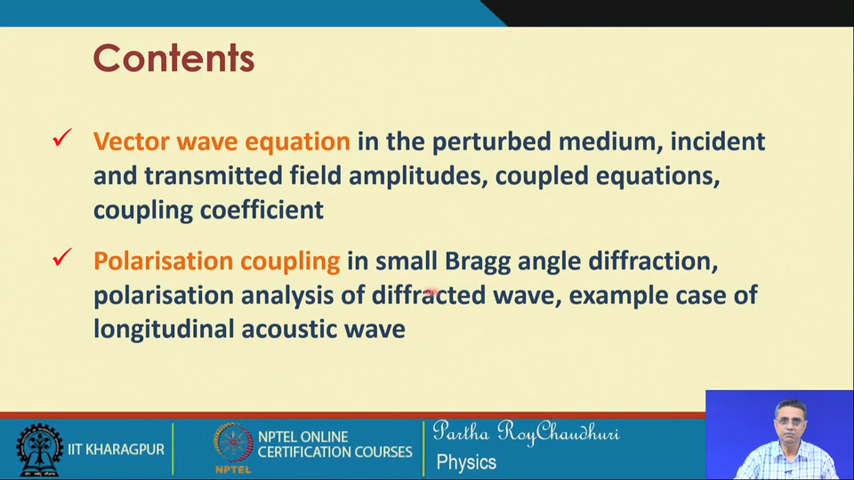 Contents
Vector wave equation in the perturbed medium, incident
and transmitted field amplitudes, coupled equations,
coupling coefficient
Polarisation coupling in small Bragg angle diffraction,
polarisation analysis of diffracted wave, example case of
longitudinal acoustic wave
IIT KHARAGPUR
NPTEL
NPTEL ONLINE
CERTIFICATION COURSES
Partha RoyChaudhuri
Physics